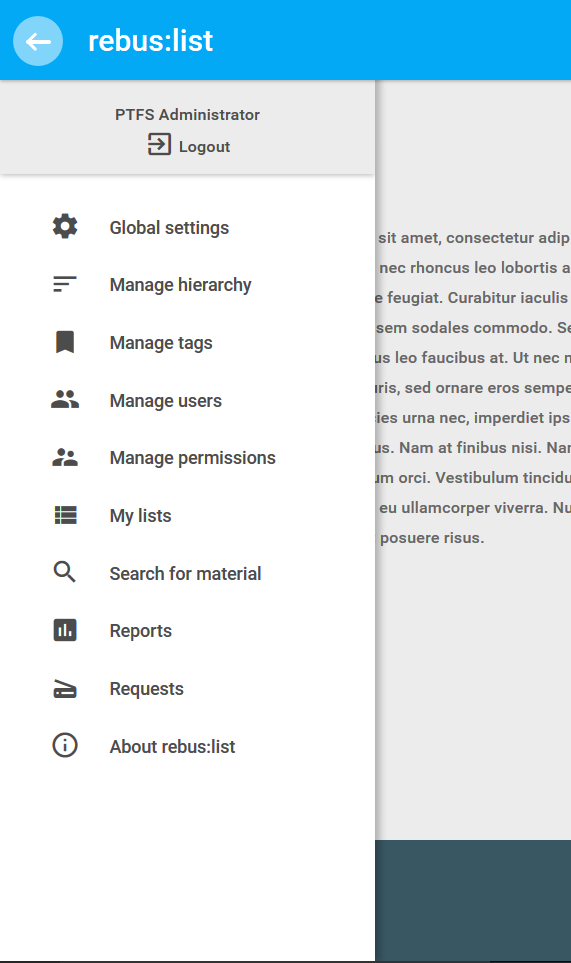 rebus:list
PTFS Administrator
Logout
Global settings
Manage hierarchy
Manage tags
Manage users
Manage permissions
My lists
Search for material
Reports
Requests
About rebus:list
sit amet, consectetur adip
nec rhoncus leo lobortis a
feugiat. Curabitur iaculis
sem sodales commodo. Se
us leo faucibus at. Ut nec
uris, sed ornare eros sempe
cies urna nec, imperdiet ips
us. Nam at finibus nisi. Nar
um orci. Vestibulum tincidu
eu ullamcorper viverra. Nu
posuere risus.